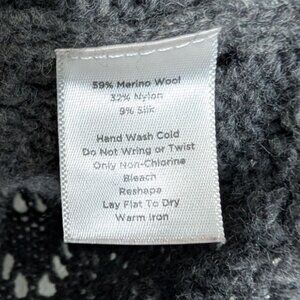 59% Merino Wool
32% Nylon
9% Silk
Hand Wash Cold
Do Not Wring or Twist
Only Non-Chlorine
Bleach
Reshape
Lay Flat To Dry
Warm Iron